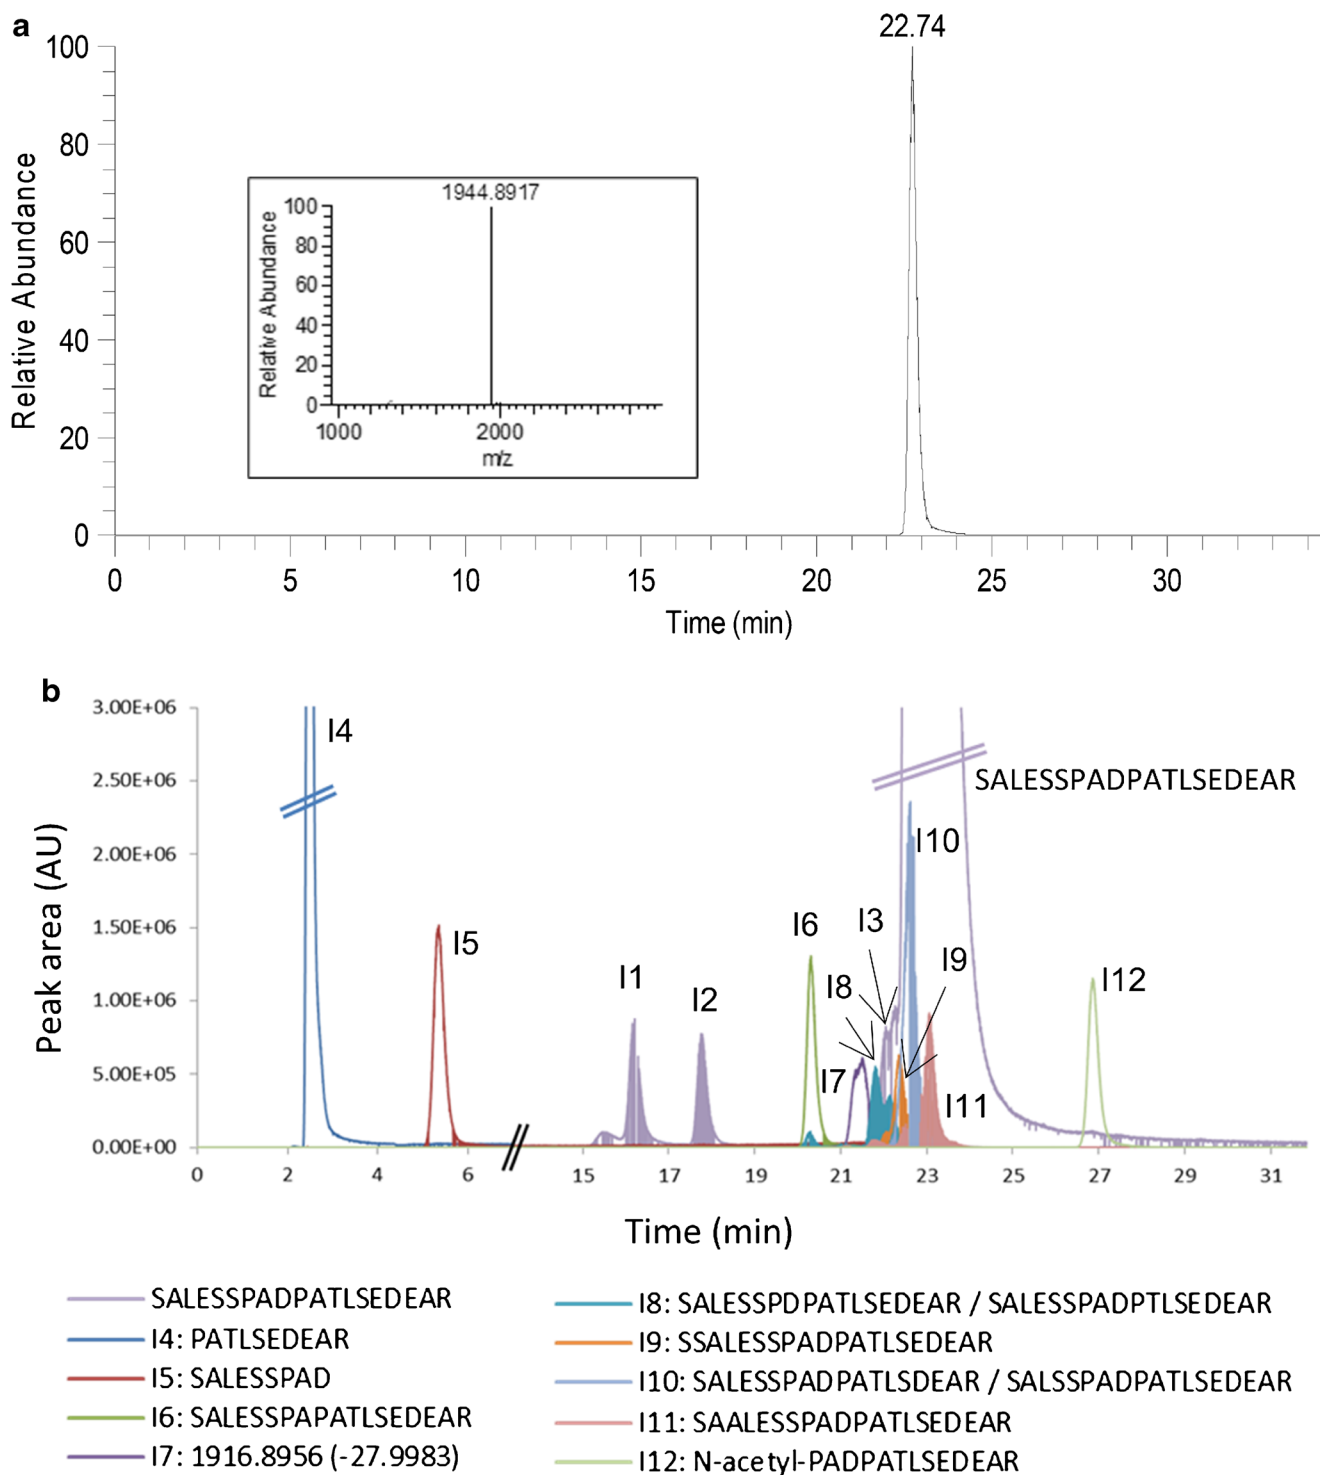 a
22.74
100
80
60
40
20
0
Relative Abundance
0 5 10 15 20 25 30
Time (min)
1944.8917
100
80
60
40
20
0
Relative Abundance
1000 2000
m/z
b
3.00E+06
2.50E+06
2.00E+06
1.50E+06
1.00E+06
5.00E+05
0.00E+00
Peak area (AU)
I4
SALESSPADPATLSEDEAR
I10
I5
I6
I3
I9
I1
I2
I8
I12
I7
I11
0 2 4 6 15 17 19 21 23 25 27 29 31
Time (min)
SALESSPADPATLSEDEAR
I4: PATLSEDEAR
I5: SALESSPAD
I6: SALESSPAPATLSEDEAR
I7: 1916.8956 (-27.9983)
I8: SALESSPDPATLSEDEAR / SALESSPADPTLSEDEAR
I9: SSALESSPADPATLSEDEAR
I10: SALESSPADPATLSDEAR / SALSSPADPATLSEDEAR
I11: SAALESSPADPATLSEDEAR
I12: N-acetyl-PADPATLSEDEAR